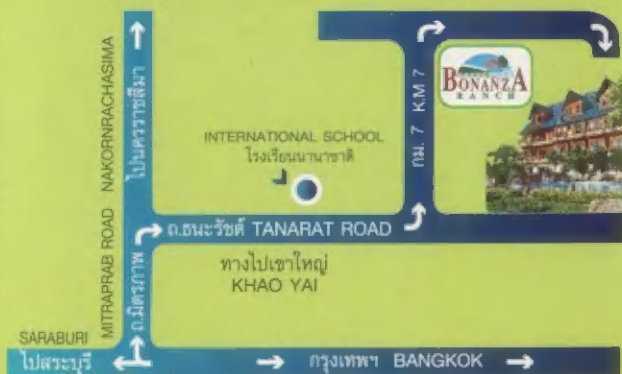 BONANZA
RANCH
กม. 7 K.M 7
ไปนครราชสีมา
MITRAPRAB ROAD NAKORNRACHASIMA
INTERNATIONAL SCHOOL
โรงเรียนนานาชาติ
ถ.ธนะรัชต์ TANARAT ROAD
ทางไปเขาใหญ่
KHAO YAI
ถ.มิตรภาพ
SARABURI
ไปสระบุรี
กรุงเทพฯ BANGKOK